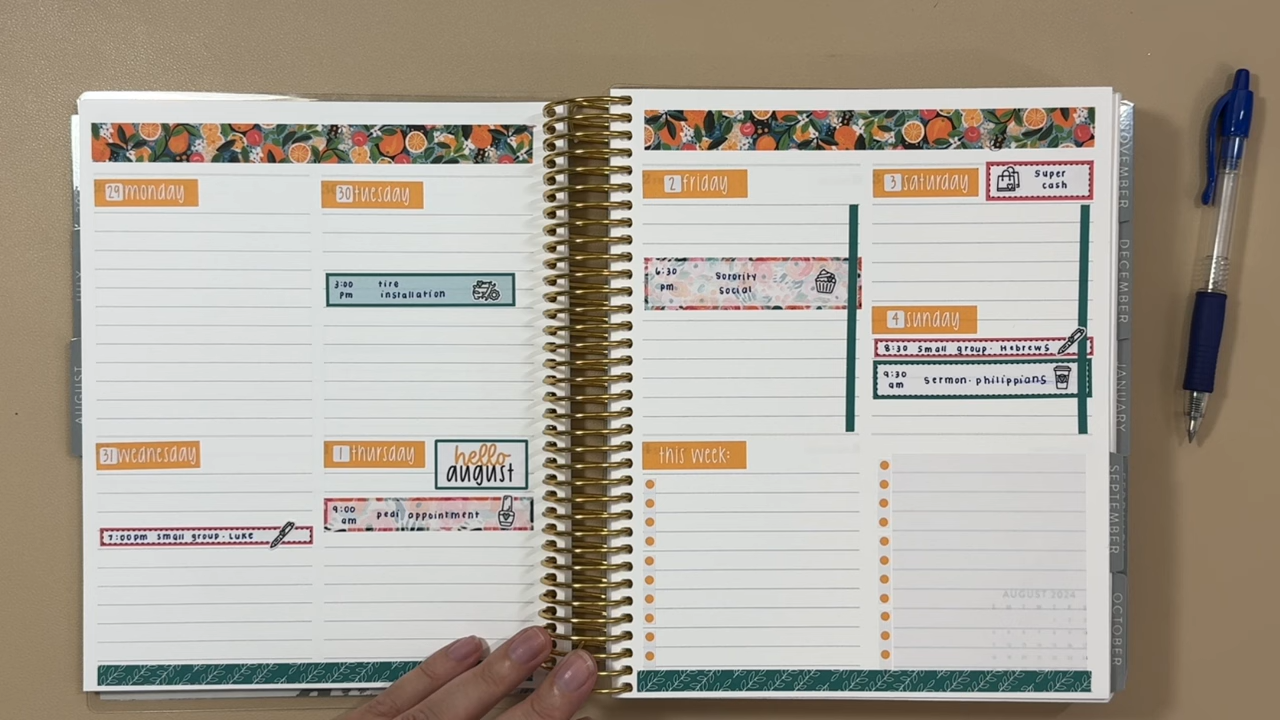 29 monday
30 tuesday
3:00 pm tire installation
31 wednesday
7:00pm small group - Luke
1 thursday
hello august
9:00 am pedi appointment
2 friday
6:30 pm Sorority Social
3 saturday
Super cash
4 sunday
8:30 Small group - Hebrews
9:30 am sermon - philippians
this week:
AUGUST 2024
AUGUST
JULY
NOVEMBER
DECEMBER
JANUARY
SEPTEMBER
OCTOBER